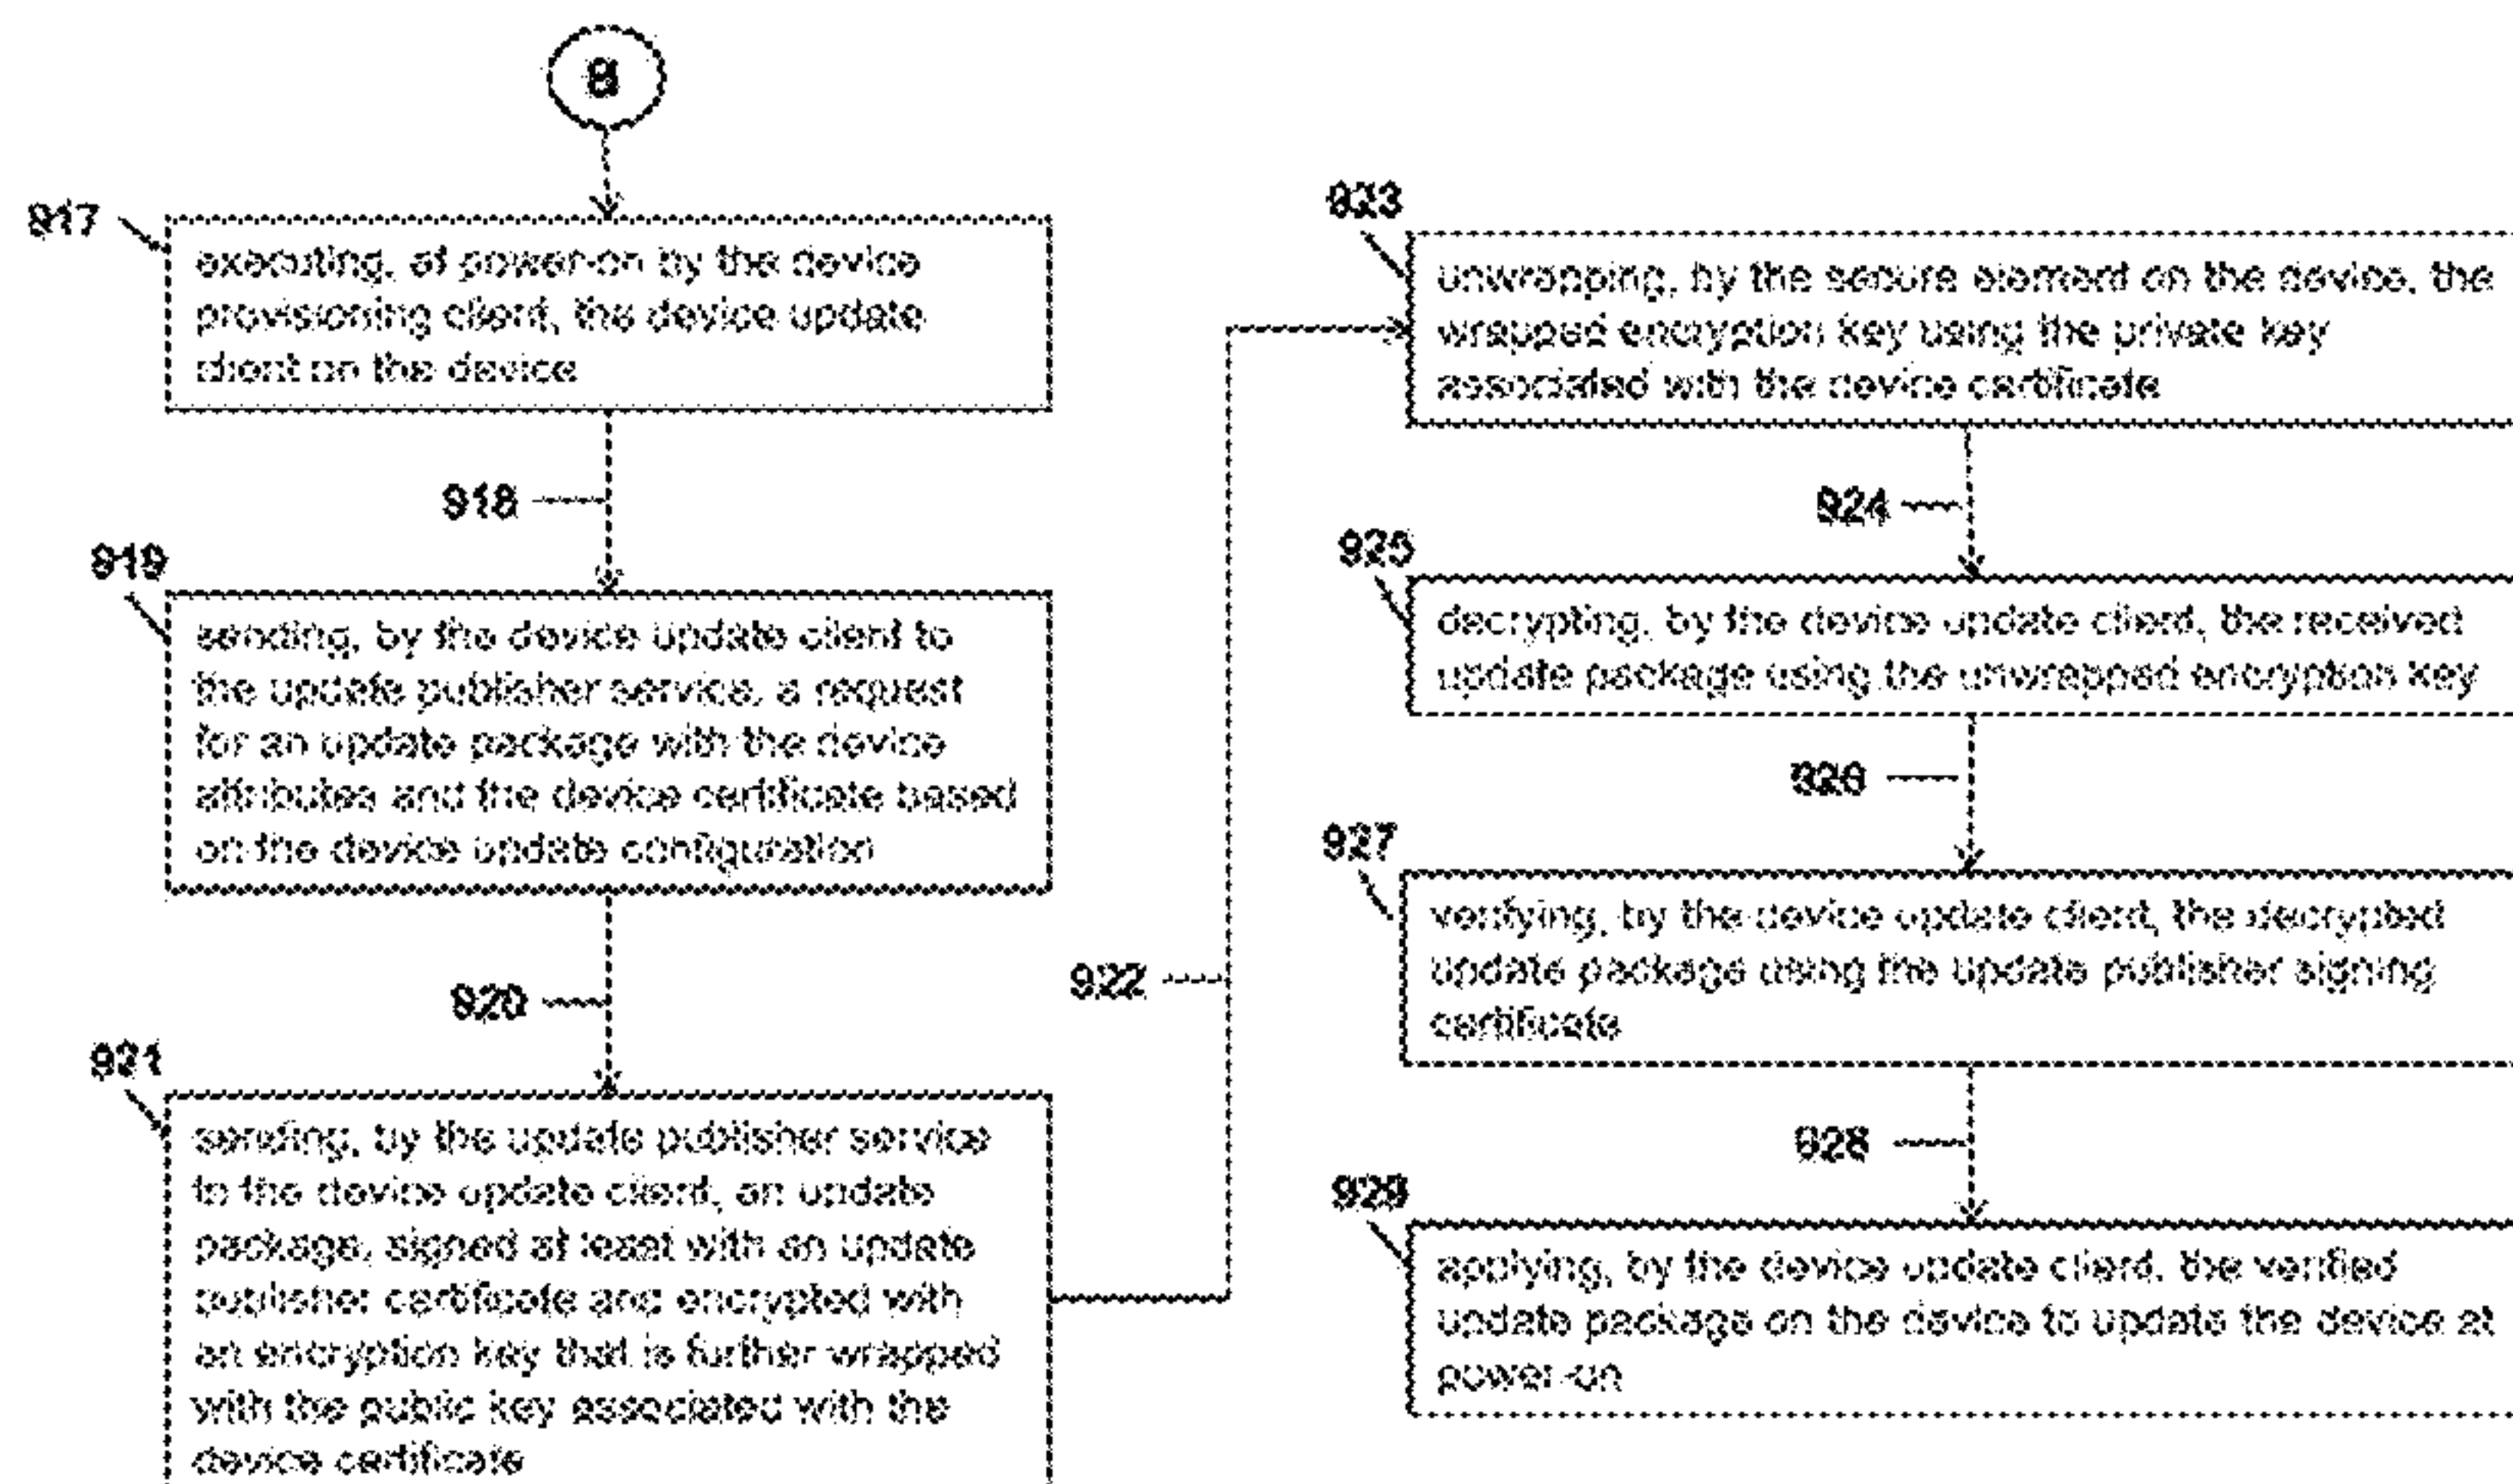 8
917
executing, at power-on by the device
provisioning client, the device update
client on the device
918
919
sending, by the device update client to
the update publisher service, a request
for an update package with the device
attributes and the device certificate based
on the device update configuration
920
921
sending, by the update publisher service
to the device update client, an update
package, signed at least with an update
publisher certificate and encrypted with
an encryption key that is further wrapped
with the public key associated with the
device certificate
922
923
unwrapping, by the secure element on the device, the
wrapped encryption key using the private key
associated with the device certificate
924
925
decrypting, by the device update client, the received
update package using the unwrapped encryption key
926
927
verifying, by the device update client, the decrypted
update package using the update publisher signing
certificate
928
929
applying, by the device update client, the verified
update package on the device to update the device at
power-on